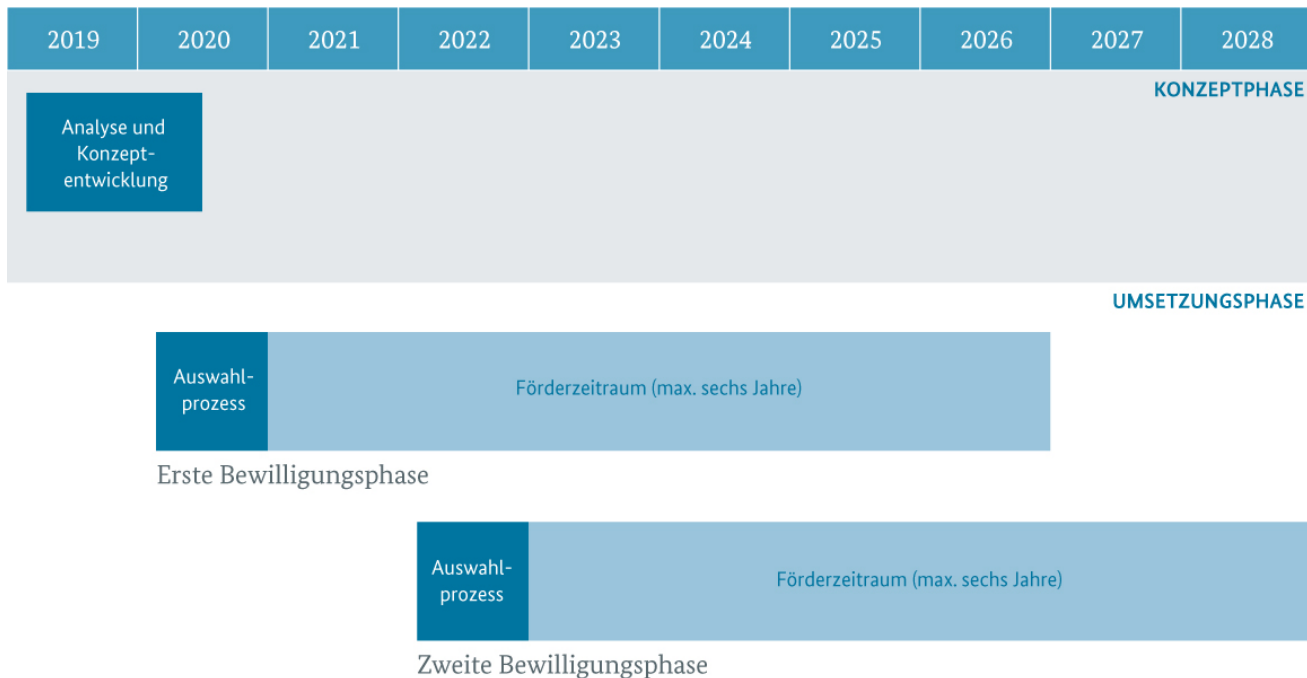 2019 2020 2021 2022 2023 2024 2025 2026 2027 2028
KONZEPTPHASE
Analyse und
Konzept-
entwicklung
UMSETZUNGSPHASE
Auswahl-
prozess
Förderzeitraum (max. sechs Jahre)
Erste Bewilligungsphase
Auswahl-
prozess
Förderzeitraum (max. sechs Jahre)
Zweite Bewilligungsphase